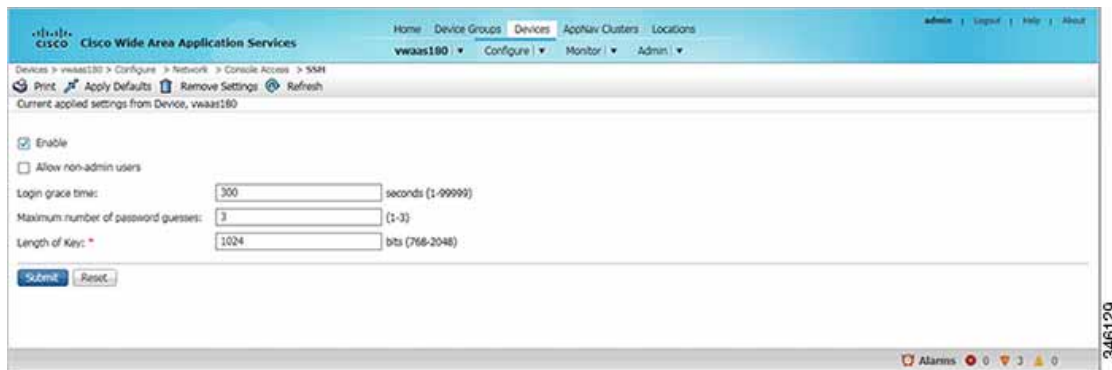 admin | Logout | Help | About
CISCO Cisco Wide Area Application Services
Home Device Groups Devices AppNav Clusters Locations
vwaas180 Configure Monitor Admin
Devices > vwaas180 > Configure > Network > Console Access > SSH
Print Apply Defaults Remove Settings Refresh
Current applied settings from Device, vwaas180
Enable
Allow non-admin users
Login grace time: 300 seconds (1-99999)
Maximum number of password guesses: 3 (1-3)
Length of Key: * 1024 bits (768-2048)
Submit Reset
Alarms 0 3 0
346129